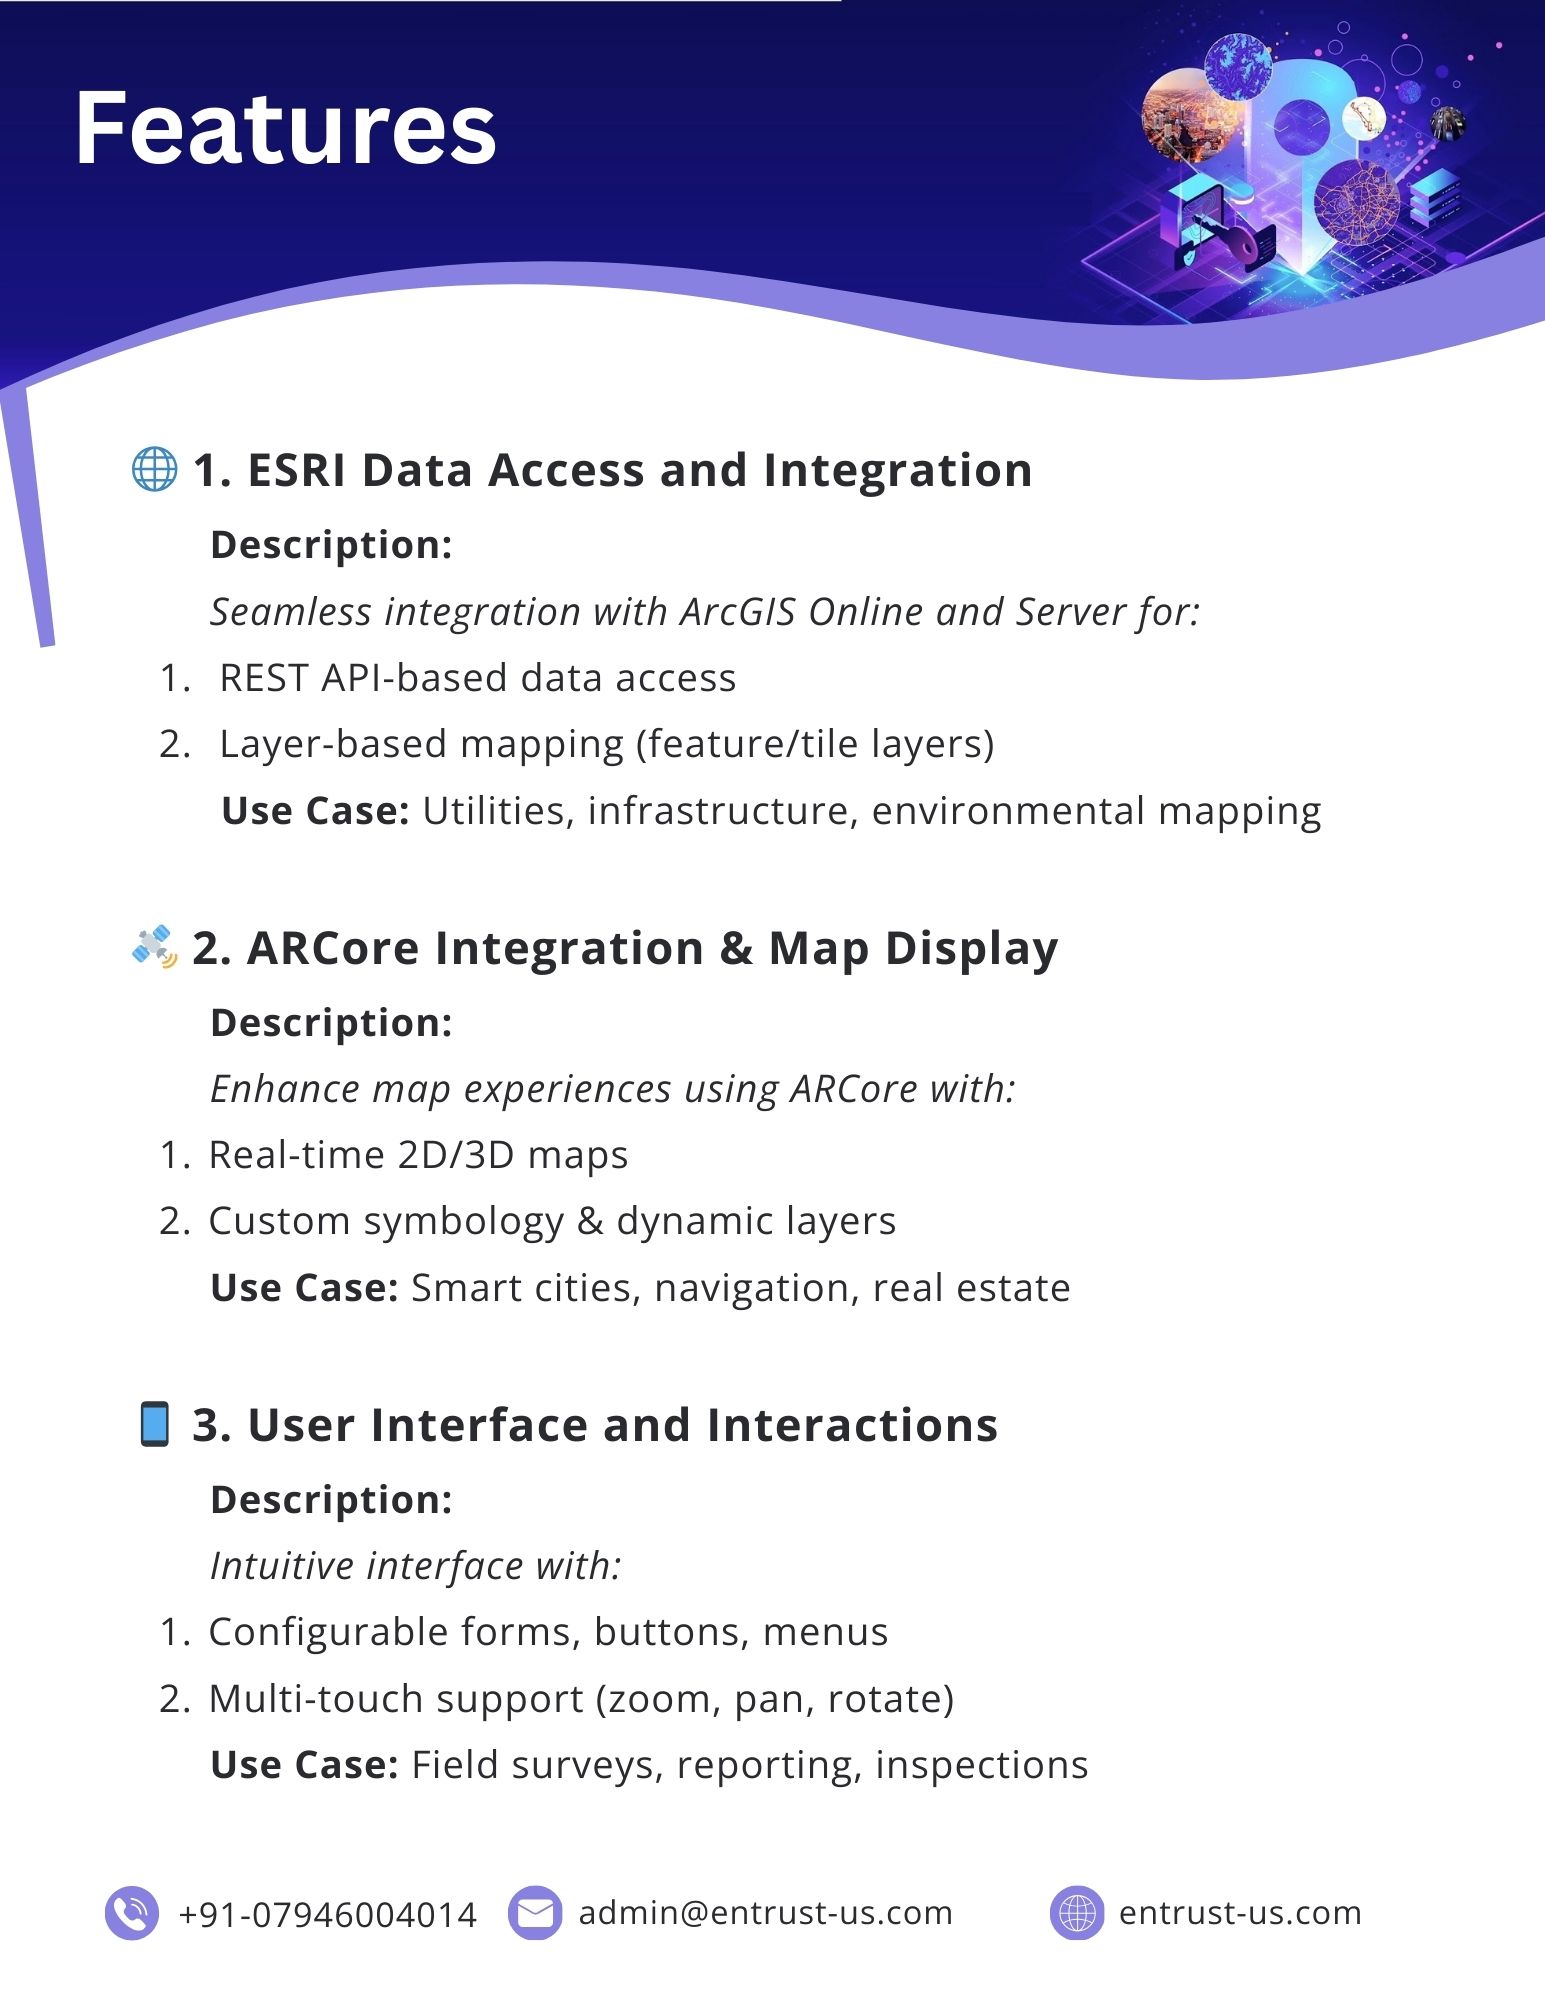 Features
1. ESRI Data Access and Integration
Description:
Seamless integration with ArcGIS Online and Server for:
1. REST API-based data access
2. Layer-based mapping (feature/tile layers)
Use Case: Utilities, infrastructure, environmental mapping
2. ARCore Integration & Map Display
Description:
Enhance map experiences using ARCore with:
1. Real-time 2D/3D maps
2. Custom symbology & dynamic layers
Use Case: Smart cities, navigation, real estate
3. User Interface and Interactions
Description:
Intuitive interface with:
1. Configurable forms, buttons, menus
2. Multi-touch support (zoom, pan, rotate)
Use Case: Field surveys, reporting, inspections
+91-07946004014 admin@entrust-us.com entrust-us.com